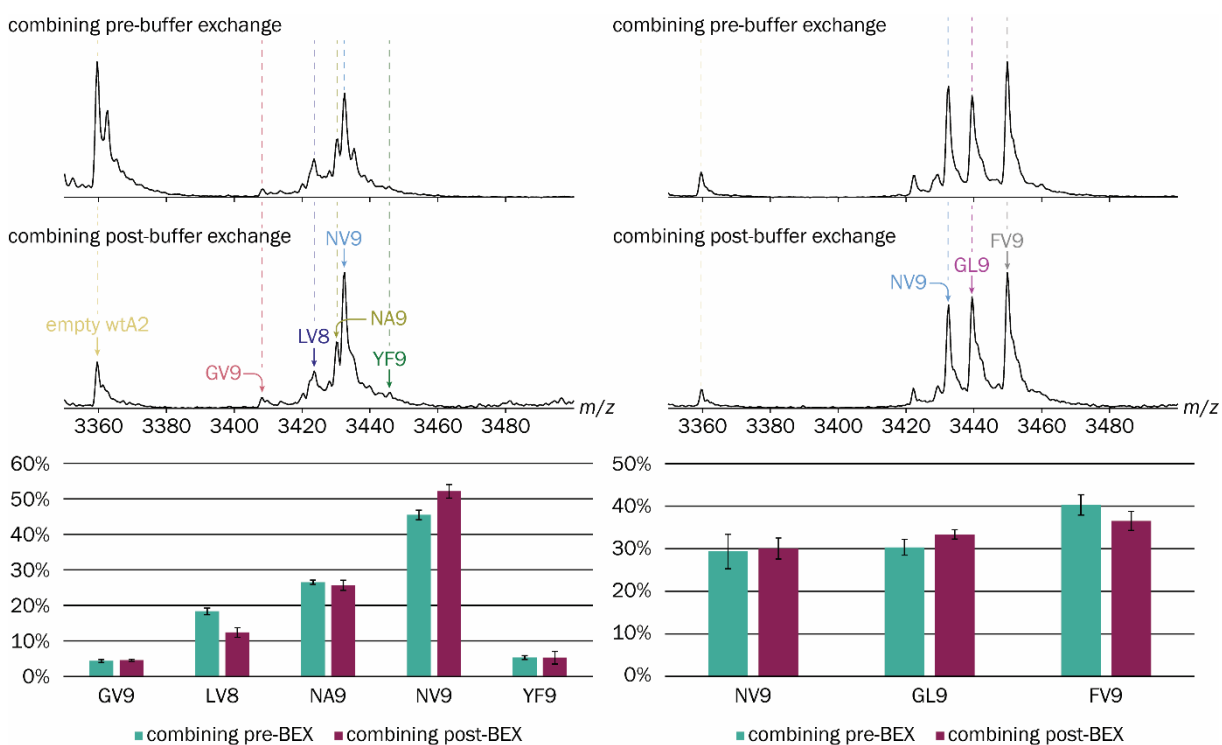 combining pre-buffer exchange
combining post-buffer exchange
NV9
empty wtA2
NA9
LV8
YF9
GV9
m/z
3360 3380 3400 3420 3440 3460 3480
combining pre-buffer exchange
combining post-buffer exchange
FV9
GL9
NV9
m/z
3360 3380 3400 3420 3440 3460 3480
60%
50%
40%
30%
20%
10%
0%
GV9 LV8 NA9 NV9 YF9
combining pre-BEX combining post-BEX
50%
40%
30%
20%
10%
0%
NV9 GL9 FV9
combining pre-BEX combining post-BEX